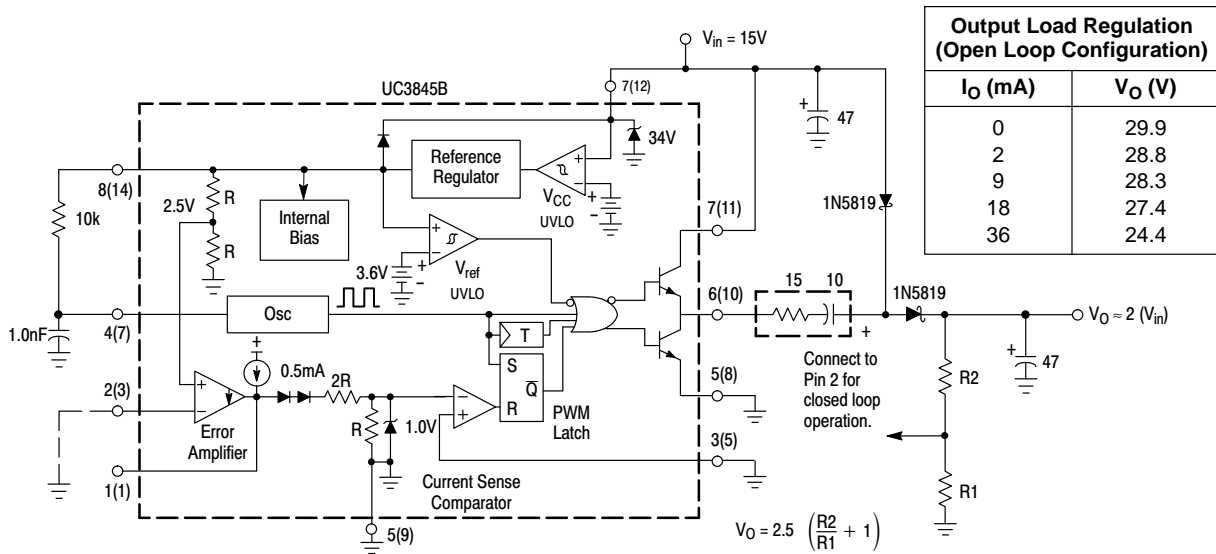 Output Load Regulation
(Open Loop Configuration)
I_O (mA) V_O (V)
0 29.9
2 28.8
9 28.3
18 27.4
36 24.4
V_in = 15V
UC3845B
7(12)
+
47
34V
8(14)
Reference
Regulator
+
−
V_CC
UVLO
+
−
R
2.5V
10k
Internal
Bias
R
1N5819
7(11)
+
−
3.6V
+
−
V_ref
UVLO
15 10
1N5819
6(10)
+
V_O ≈ 2 (V_in)
Osc
T
1.0nF
4(7)
+
Connect to
Pin 2 for
closed loop
operation.
+
47
R2
0.5mA
S
Q̅
R
5(8)
2(3)
+
−
2R
−
+
R
1.0V
PWM
Latch
Error
Amplifier
3(5)
1(1)
Current Sense
Comparator
R1
5(9)
V_O = 2.5 (R2/R1 + 1)